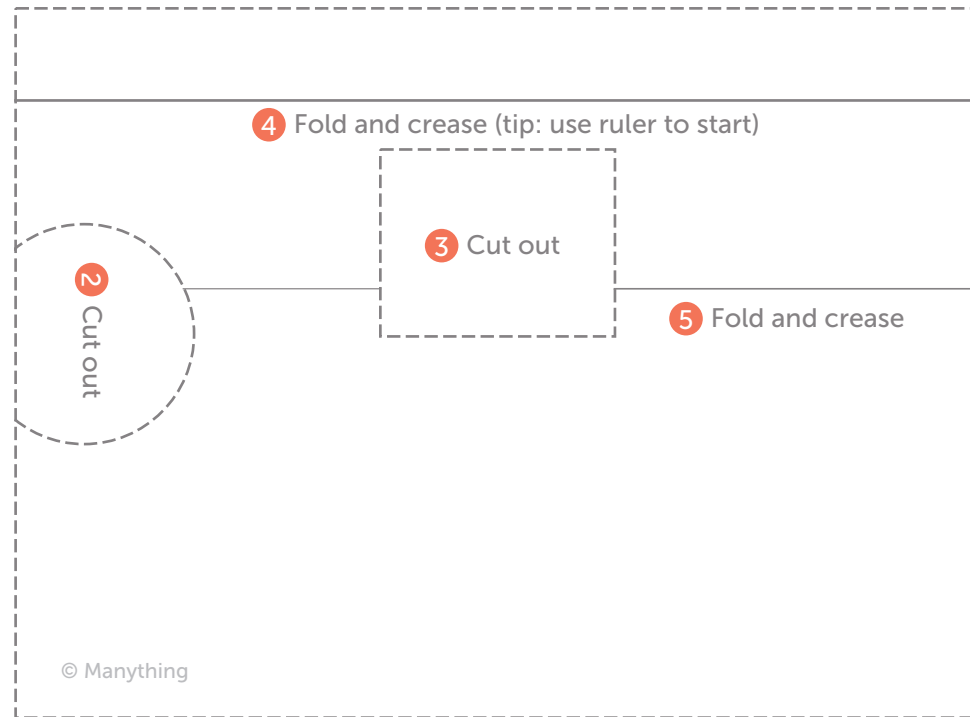 4 Fold and crease (tip: use ruler to start)
3 Cut out
2 Cut out
5 Fold and crease
© Manything